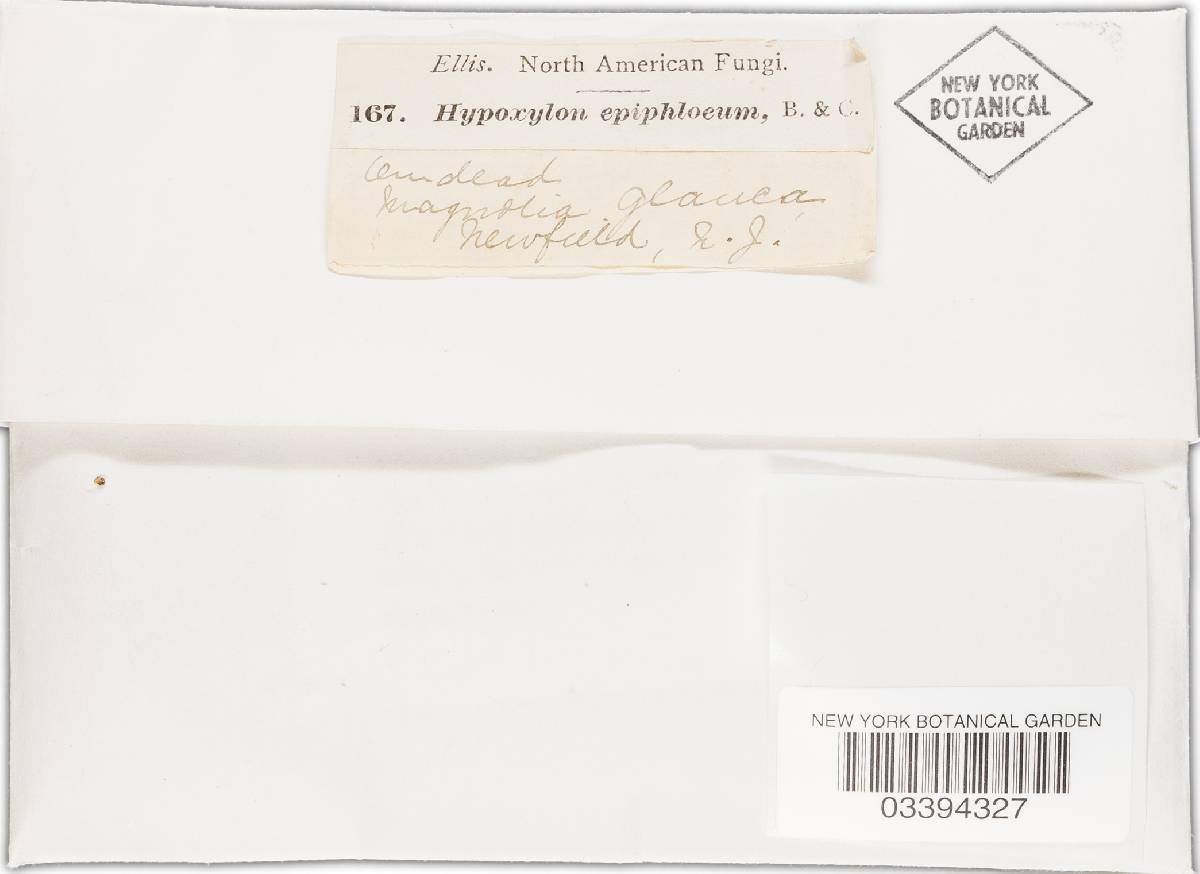 Ellis. North American Fungi.
167. Hypoxylon epiphloeum, B. & C.
On dead
Magnolia glauca
Newfield, N. J.
NEW YORK
BOTANICAL
GARDEN
NEW YORK BOTANICAL GARDEN
03394327